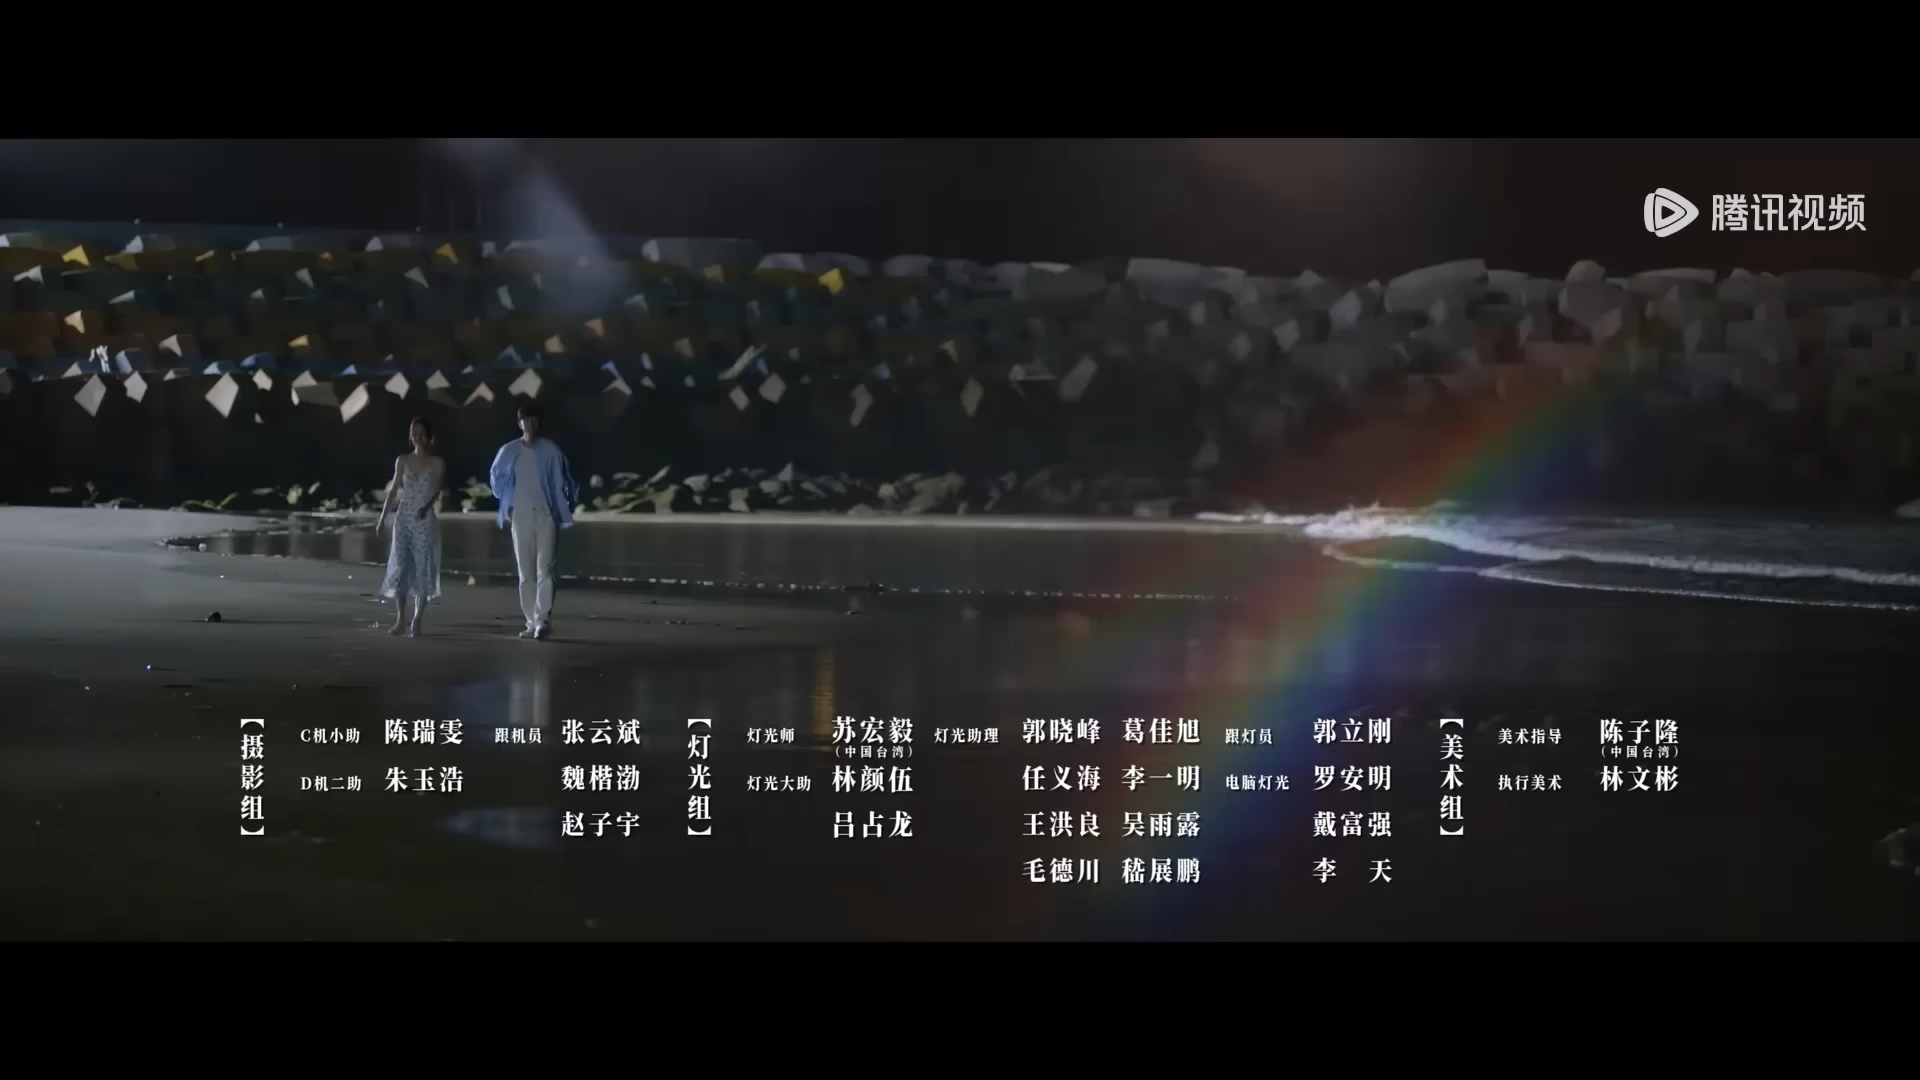 腾讯视频
【摄影组】
C机小助 陈瑞雯 跟机员 张云斌
D机二助 朱玉浩 魏楷渤
赵子宇
【灯光组】
灯光师 苏宏毅 灯光助理 郭晓峰 葛佳旭 跟灯员 郭立刚
(中国台湾)
灯光大助 林颜伍 任义海 李一明 电脑灯光 罗安明
吕占龙 王洪良 吴雨露 戴富强
毛德川 嵇展鹏 李天
【美术组】
美术指导 陈子隆
(中国台湾)
执行美术 林文彬